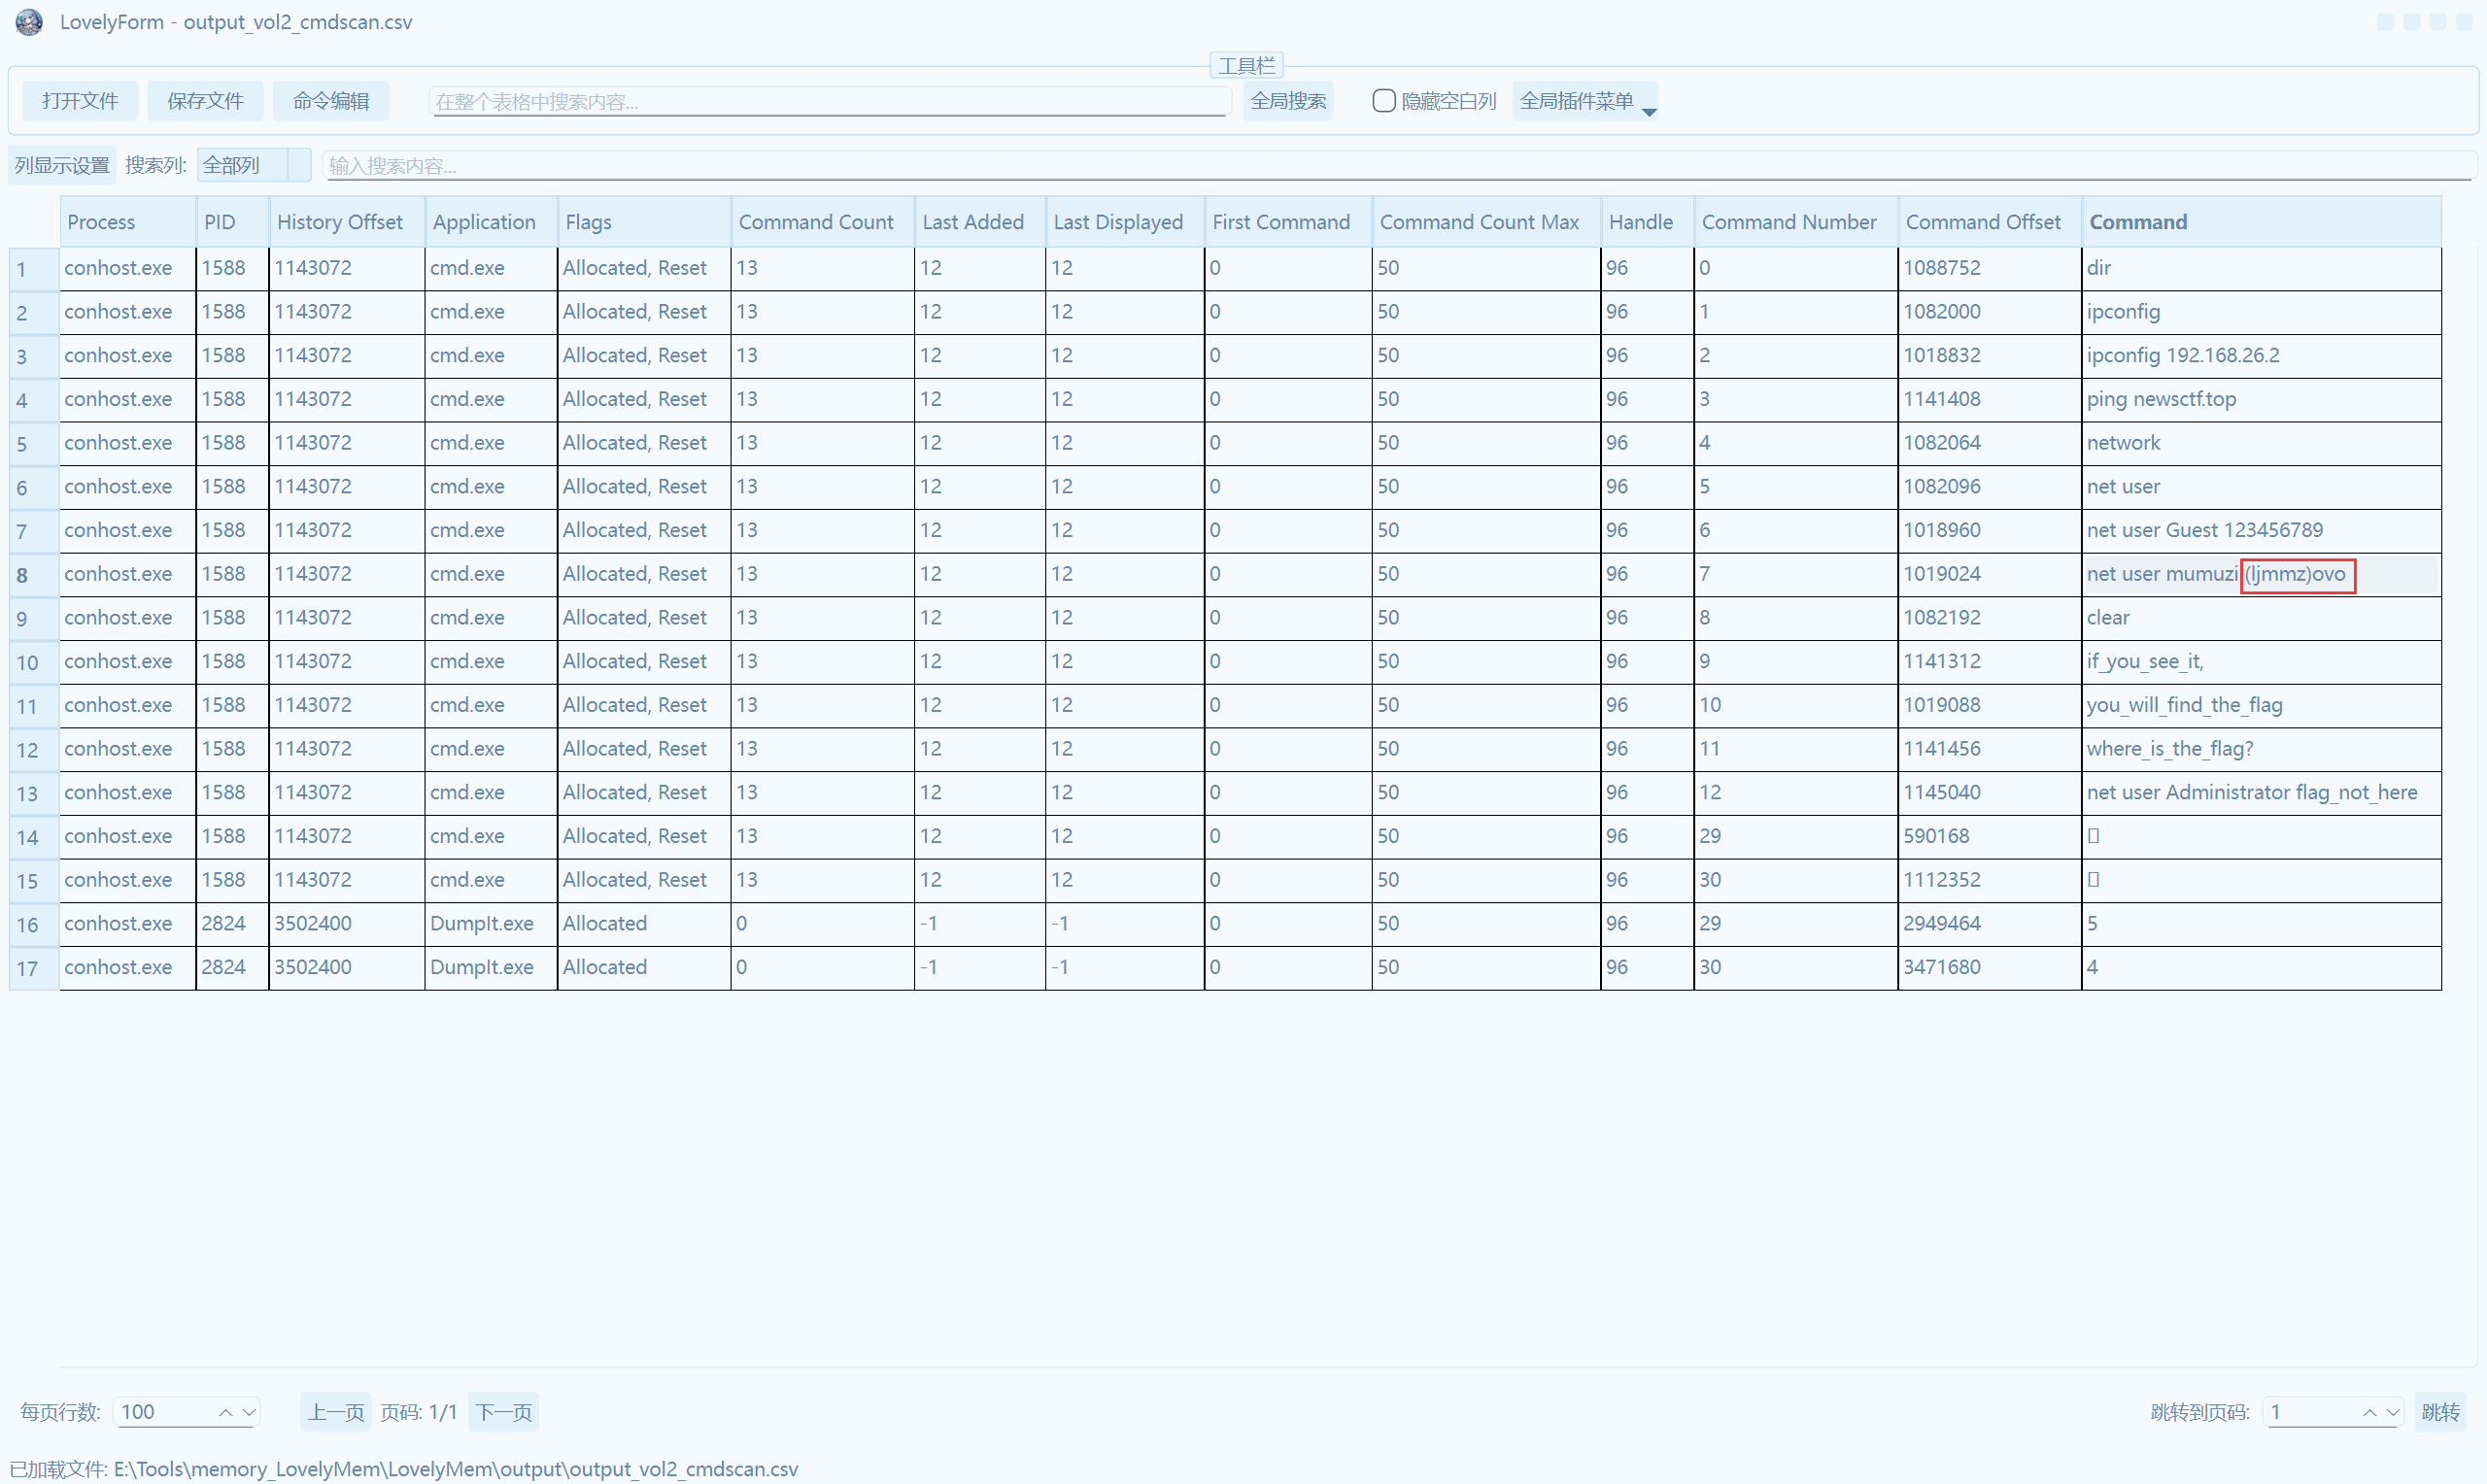 LovelyForm - output_vol2_cmdscan.csv
工具栏
打开文件 保存文件 命令编辑 在整个表格中搜索内容... 全局搜索 隐藏空白列 全局插件菜单
列显示设置 搜索列: 全部列 输入搜索内容...
Process PID History Offset Application Flags Command Count Last Added Last Displayed First Command Command Count Max Handle Command Number Command Offset Command
1 conhost.exe 1588 1143072 cmd.exe Allocated, Reset 13 12 12 0 50 96 0 1088752 dir
2 conhost.exe 1588 1143072 cmd.exe Allocated, Reset 13 12 12 0 50 96 1 1082000 ipconfig
3 conhost.exe 1588 1143072 cmd.exe Allocated, Reset 13 12 12 0 50 96 2 1018832 ipconfig 192.168.26.2
4 conhost.exe 1588 1143072 cmd.exe Allocated, Reset 13 12 12 0 50 96 3 1141408 ping newsctf.top
5 conhost.exe 1588 1143072 cmd.exe Allocated, Reset 13 12 12 0 50 96 4 1082064 network
6 conhost.exe 1588 1143072 cmd.exe Allocated, Reset 13 12 12 0 50 96 5 1082096 net user
7 conhost.exe 1588 1143072 cmd.exe Allocated, Reset 13 12 12 0 50 96 6 1018960 net user Guest 123456789
8 conhost.exe 1588 1143072 cmd.exe Allocated, Reset 13 12 12 0 50 96 7 1019024 net user mumuzi (ljmmz)ovo
9 conhost.exe 1588 1143072 cmd.exe Allocated, Reset 13 12 12 0 50 96 8 1082192 clear
10 conhost.exe 1588 1143072 cmd.exe Allocated, Reset 13 12 12 0 50 96 9 1141312 if_you_see_it,
11 conhost.exe 1588 1143072 cmd.exe Allocated, Reset 13 12 12 0 50 96 10 1019088 you_will_find_the_flag
12 conhost.exe 1588 1143072 cmd.exe Allocated, Reset 13 12 12 0 50 96 11 1141456 where_is_the_flag?
13 conhost.exe 1588 1143072 cmd.exe Allocated, Reset 13 12 12 0 50 96 12 1145040 net user Administrator flag_not_here
14 conhost.exe 1588 1143072 cmd.exe Allocated, Reset 13 12 12 0 50 96 29 590168
15 conhost.exe 1588 1143072 cmd.exe Allocated, Reset 13 12 12 0 50 96 30 1112352
16 conhost.exe 2824 3502400 DumpIt.exe Allocated 0 -1 -1 0 50 96 29 2949464 5
17 conhost.exe 2824 3502400 DumpIt.exe Allocated 0 -1 -1 0 50 96 30 3471680 4
每页行数: 100 上一页 页码: 1/1 下一页 跳转到页码: 1 跳转
已加载文件: E:\Tools\memory_LovelyMem\LovelyMem\output\output_vol2_cmdscan.csv